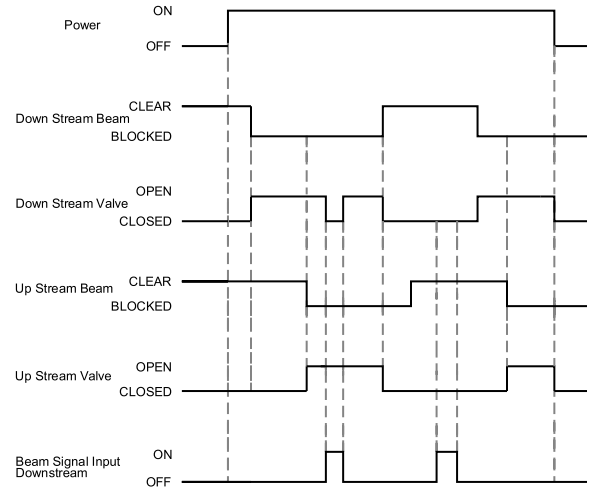 ON
Power
OFF
CLEAR
Down Stream Beam
BLOCKED
OPEN
Down Stream Valve
CLOSED
CLEAR
Up Stream Beam
BLOCKED
OPEN
Up Stream Valve
CLOSED
ON
Beam Signal Input
Downstream
OFF